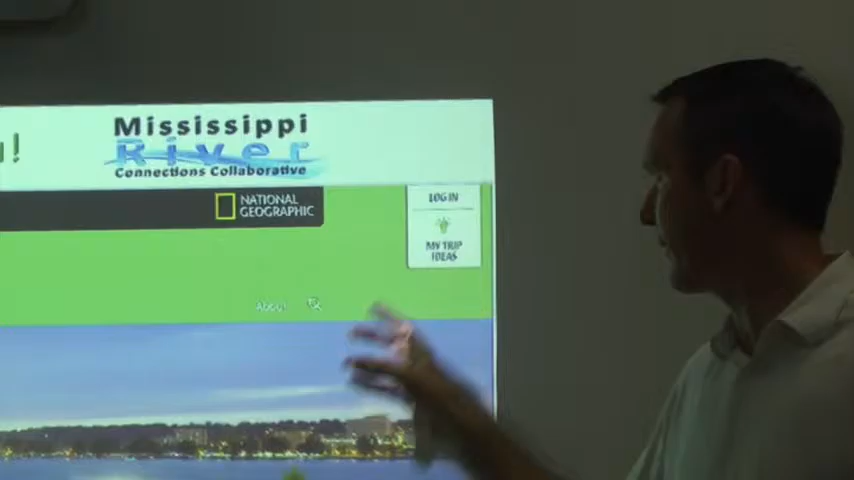 !
Mississippi
River
Connections Collaborative
NATIONAL
GEOGRAPHIC
LOG IN
MY TRIP
IDEAS
About